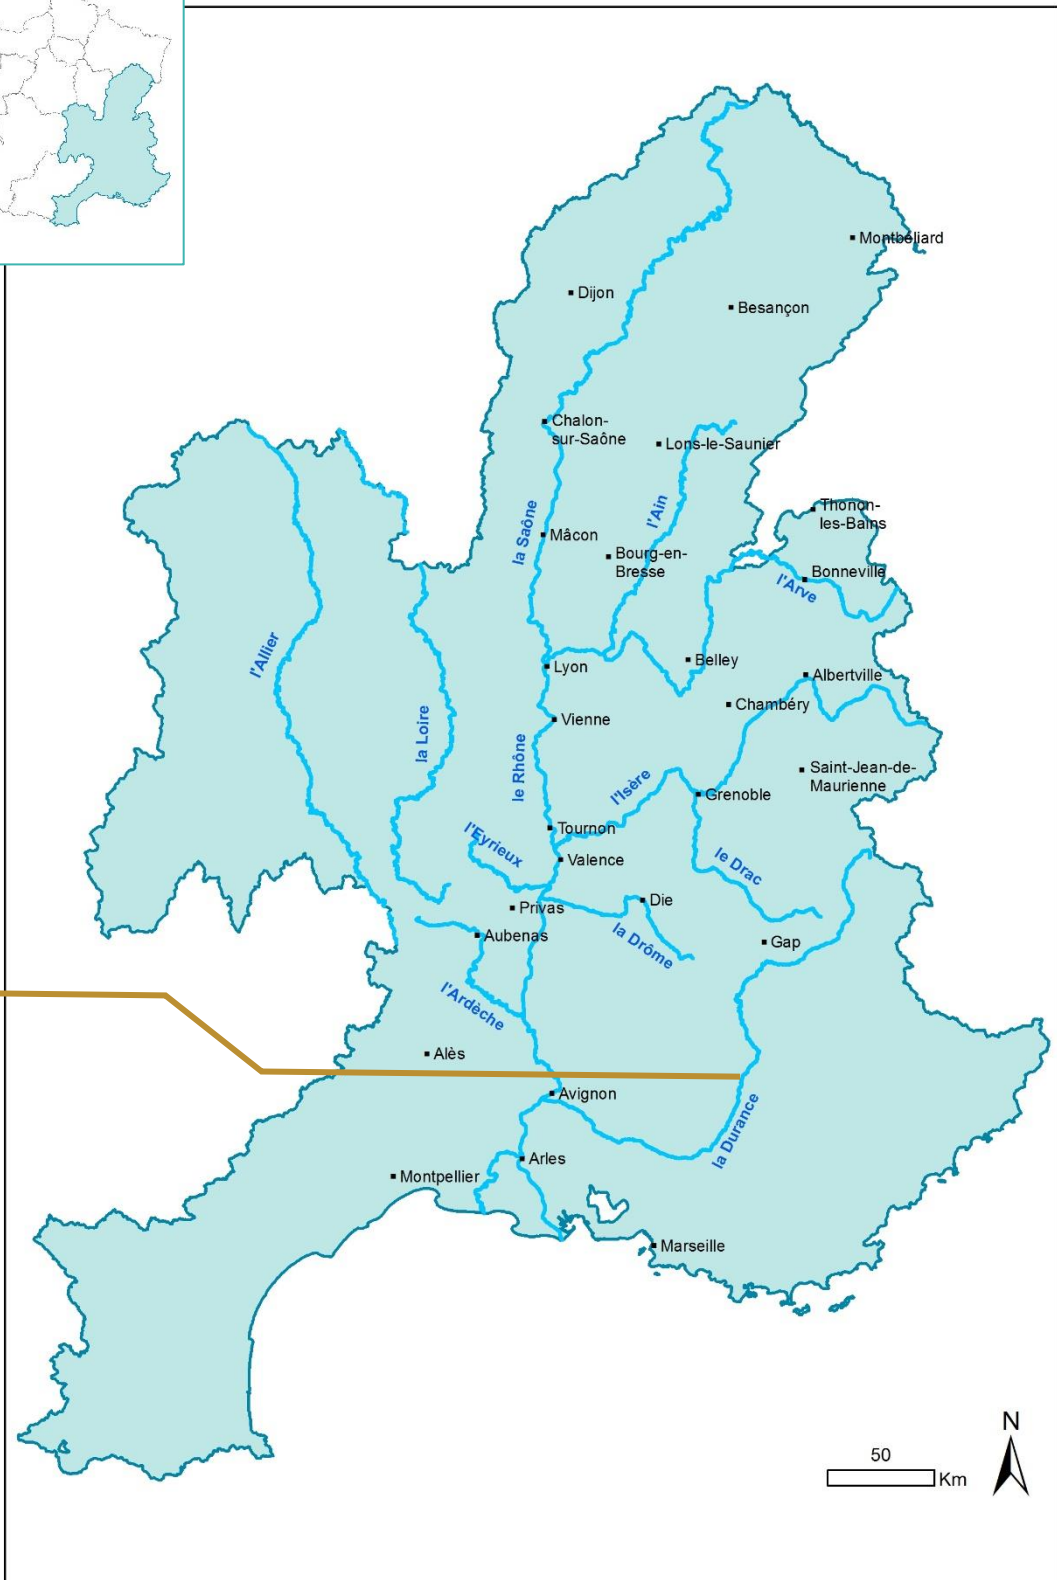 Montbéliard
Dijon
Besançon
Chalon-
sur-Saône
Lons-le-Saunier
l'Ain
la Saône
Thonon-
les-Bains
Mâcon
Bourg-en-
Bresse
Bonneville
l'Arve
l'Allier
Lyon
Belley
Albertville
Chambéry
Vienne
la Loire
le Rhône
Saint-Jean-de-
Maurienne
l'Isère
Grenoble
Tournon
l'Eyrieux
Valence
le Drac
Privas
Die
Aubenas
la Drôme
Gap
l'Ardèche
Alès
Avignon
la Durance
Arles
Montpellier
Marseille
N
50
Km